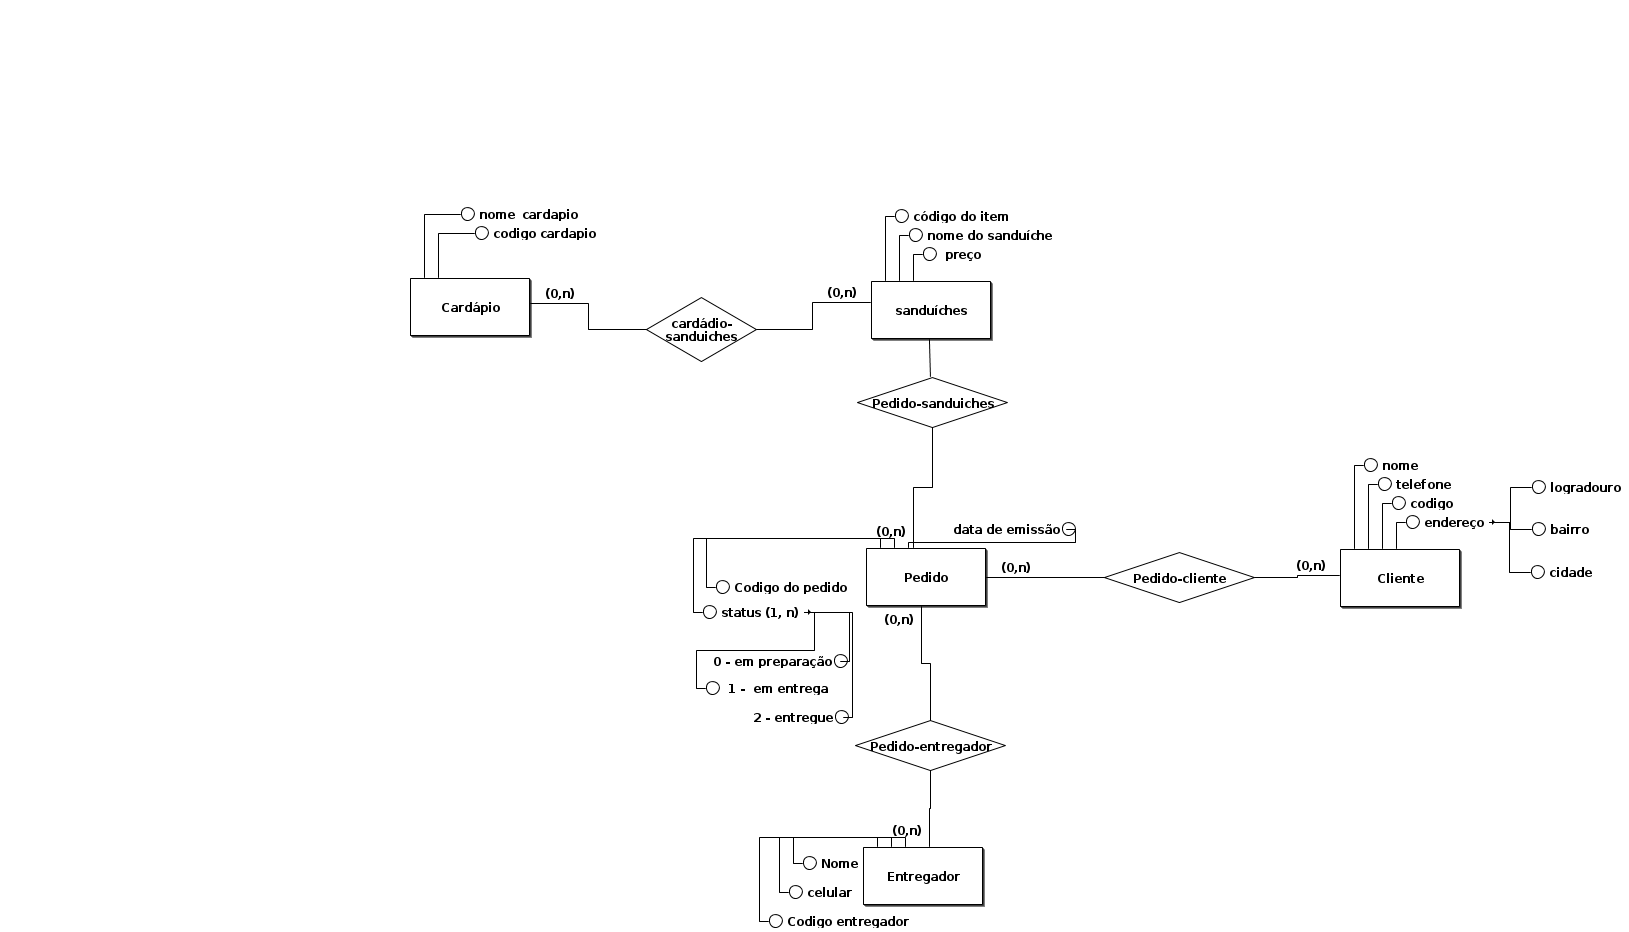 nome cardapio
codigo cardapio
Cardápio
(0,n)
cardádio-
sanduiches
(0,n)
código do item
nome do sanduíche
preço
sanduíches
Pedido-sanduiches
(0,n)
data de emissão
Codigo do pedido
status (1, n)
0 - em preparação
1 - em entrega
2 - entregue
Pedido
(0,n)
Pedido-cliente
(0,n)
nome
telefone
codigo
endereço
logradouro
bairro
cidade
Cliente
(0,n)
Pedido-entregador
(0,n)
Nome
celular
Codigo entregador
Entregador